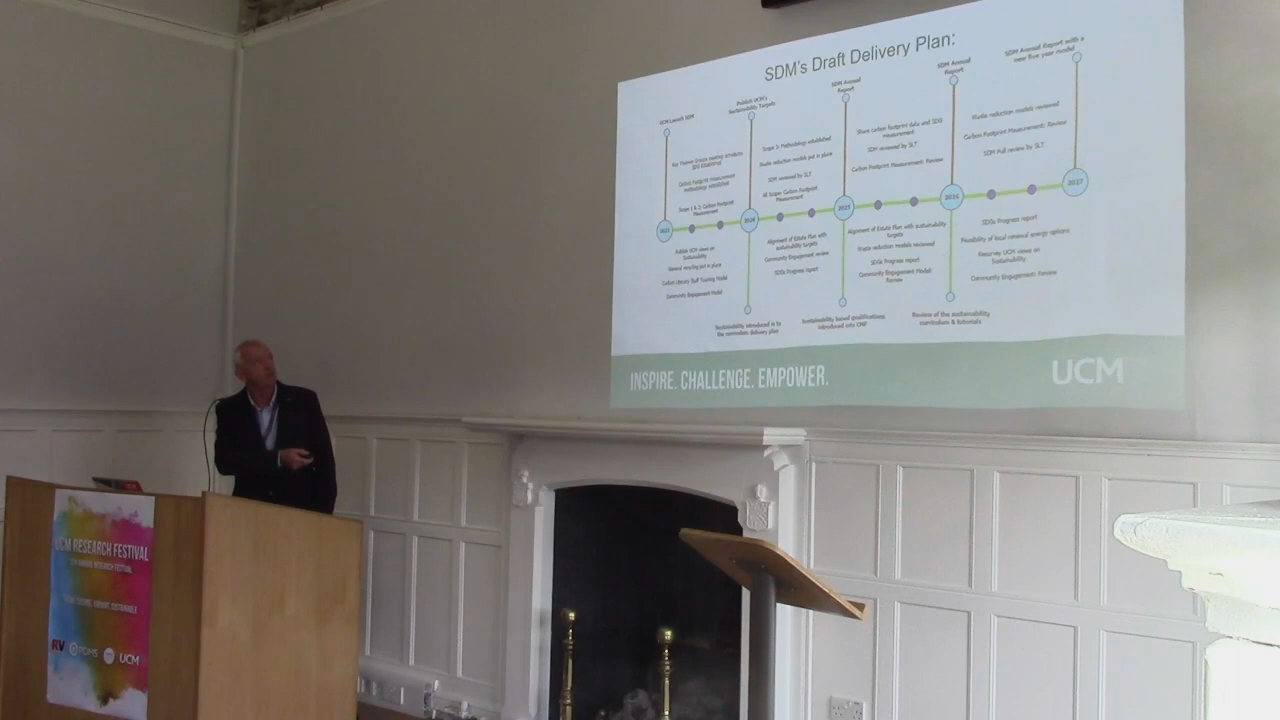 SDM's Draft Delivery Plan:
UCM Launch SDM
Publish UCM's
Sustainability Targets
SDM Annual
Report
SDM Annual
Report
SDM Annual Report with a
new five year model
Key Themed Groups meeting structure
Carbon Footprint measurement
methodology established
Scope 1 & 2: Carbon Footprint
Measurement
Scope 3: Methodology established
Waste reduction models put in place
SDM reviewed by SLT
All Scopes Carbon Footprint
Measurement
Share carbon footprint data and SDG
measurement
SDM reviewed by SLT
Carbon Footprint Measurement: Review
Waste reduction models reviewed
Carbon Footprint Measurement: Review
SDM Full review by SLT
2023
2024
2025
2026
2027
Publish UCM views on
Sustainability
General recycling put in place
Carbon Literacy Staff Training Model
Community Engagement Model
Alignment of Estate Plan with
sustainability targets
Community Engagement review
SDGs Progress report
Alignment of Estate Plan with sustainability
targets
Waste reduction models reviewed
SDGs Progress report
Community Engagement Model
Review
SDGs Progress report
Feasibility of local renewal energy options
Resurvey UCM views on
Sustainability
Community Engagement: Review
Sustainability introduced in to
the curriculum delivery plan
Sustainability based qualifications
introduced into CMF
Review of the sustainability
curriculum & tutorials
INSPIRE. CHALLENGE. EMPOWER.
UCM
UCM RESEARCH FESTIVAL
RESEARCH FESTIVAL
PDMS
UCM